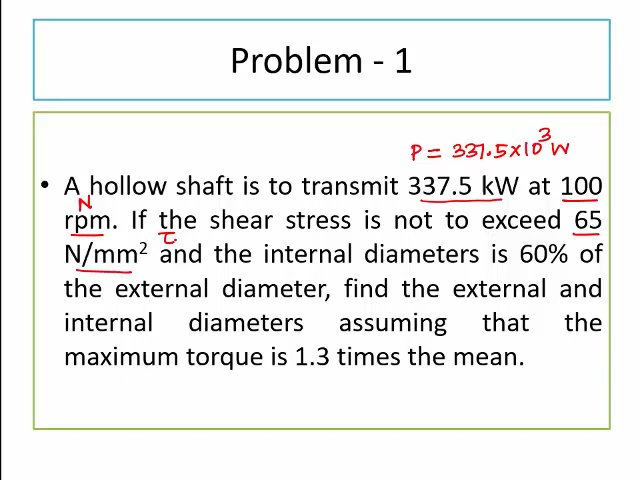 Problem - 1
P = 337.5×10³ W
• A hollow shaft is to transmit 337.5 kW at 100
N
rpm. If the shear stress is not to exceed 65
τ
N/mm² and the internal diameters is 60% of
the external diameter, find the external and
internal diameters assuming that the
maximum torque is 1.3 times the mean.